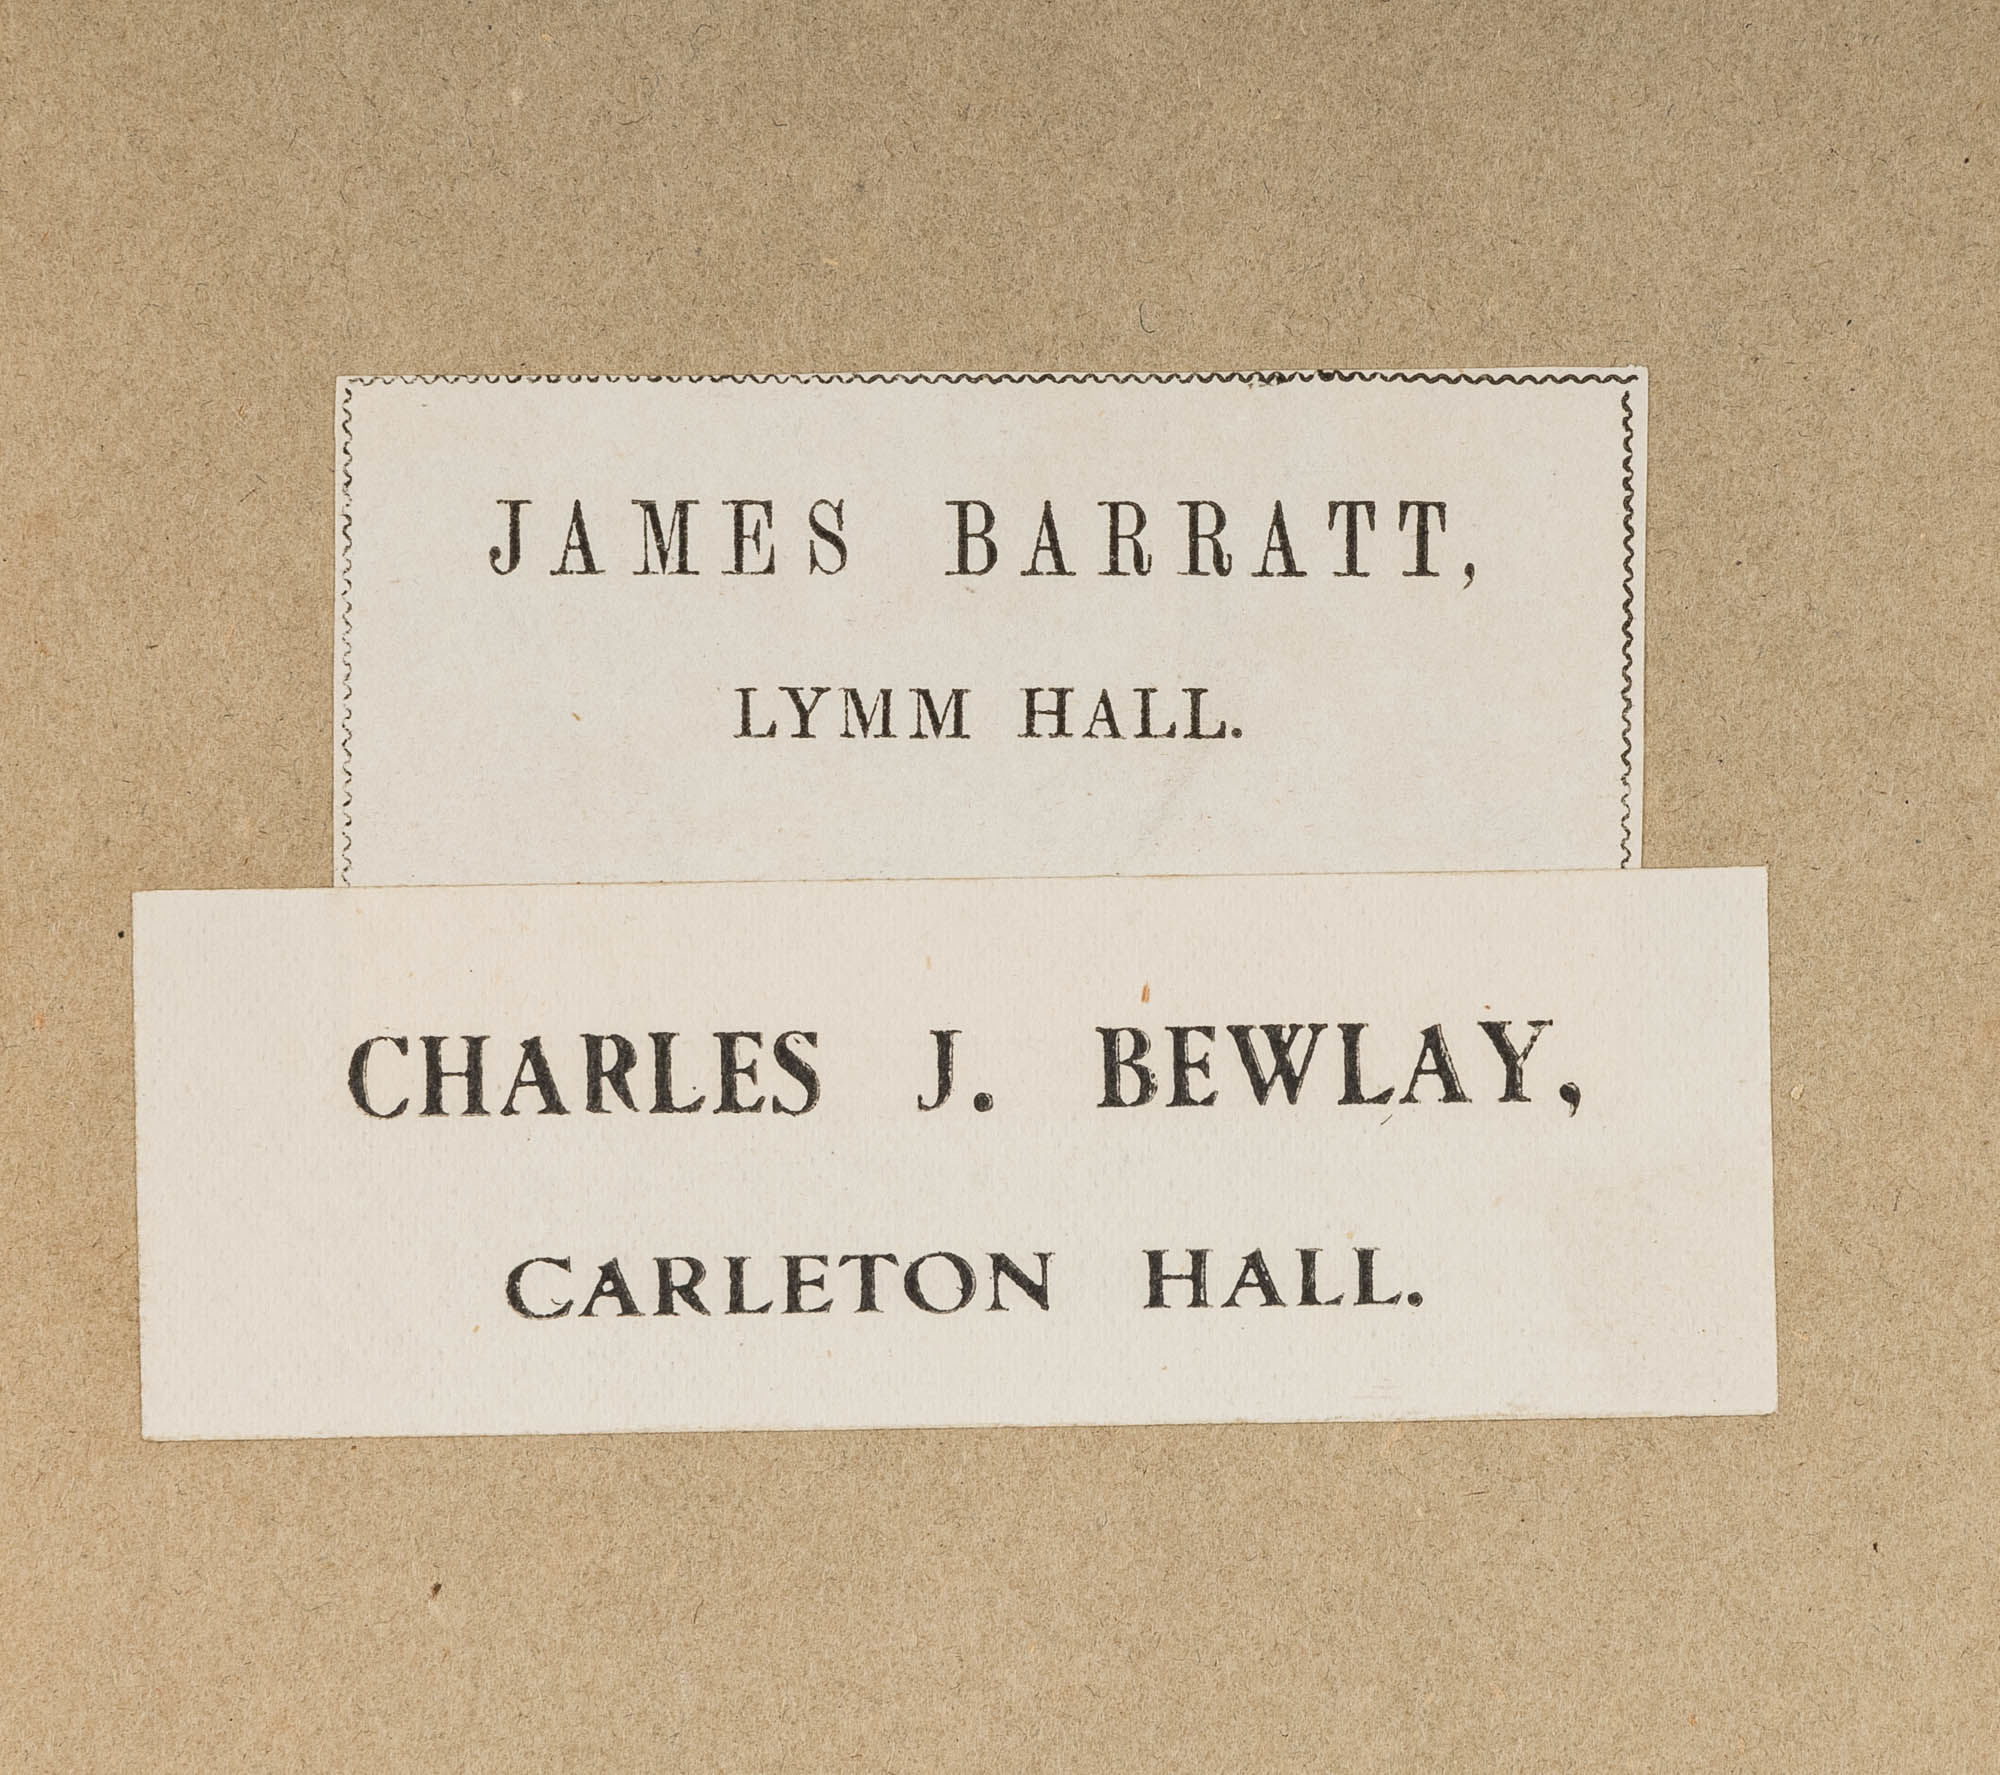 JAMES BARRATT,
LYMM HALL.
CHARLES J. BEWLAY,
CARLETON HALL.